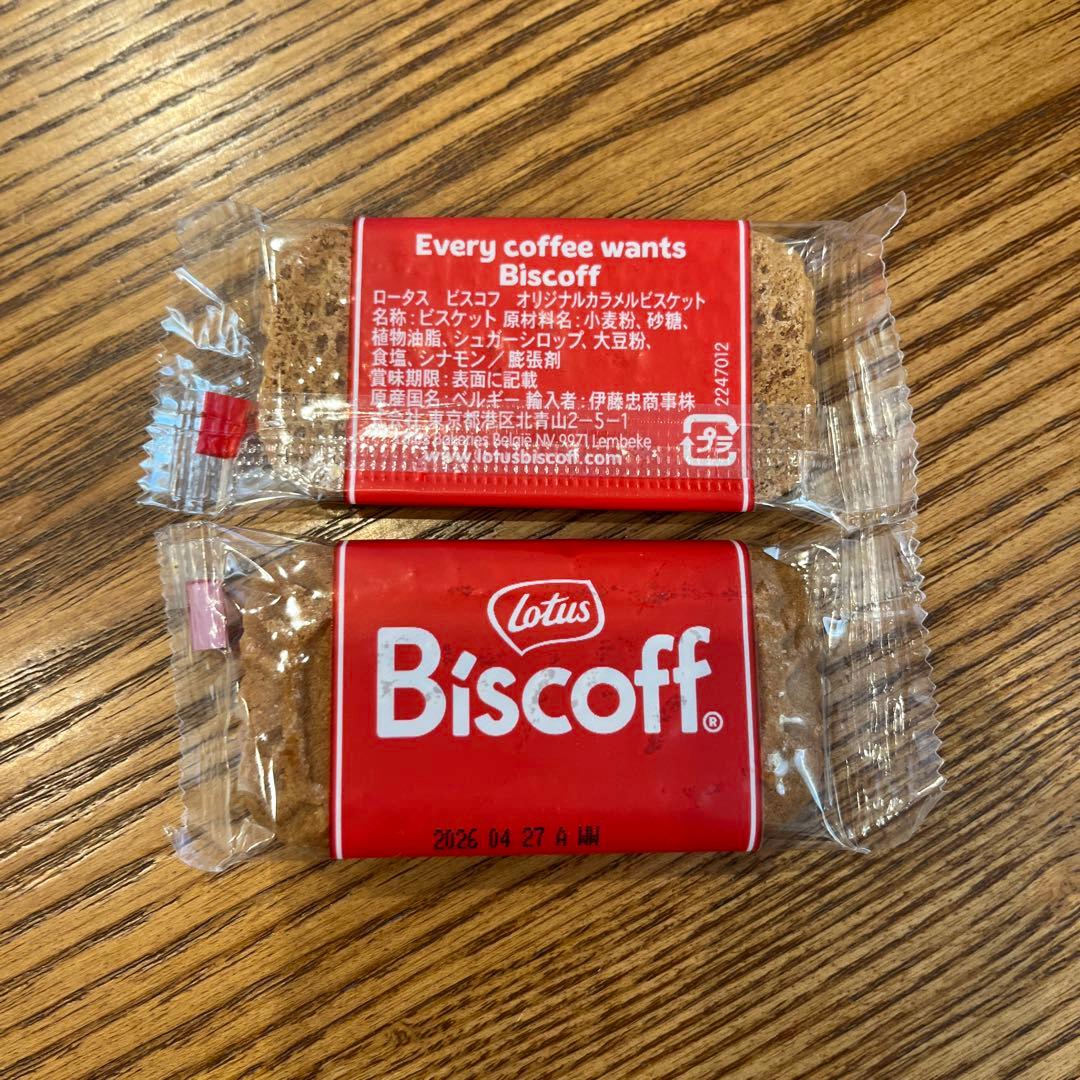 Every coffee wants
Biscoff
ロータス ビスコフ オリジナルカラメルビスケット
名称：ビスケット 原材料名：小麦粉、砂糖、
植物油脂、シュガーシロップ、大豆粉、
食塩、シナモン／膨張剤
賞味期限：表面に記載
原産国名：ベルギー 輸入者：伊藤忠商事株
式会社 東京都港区北青山2-5-1
Bakeries België NV 9971 Lembeke
www.lotusbiscoff.com
2247012
プラ
Lotus
Biscoff®
2026 04 27 A